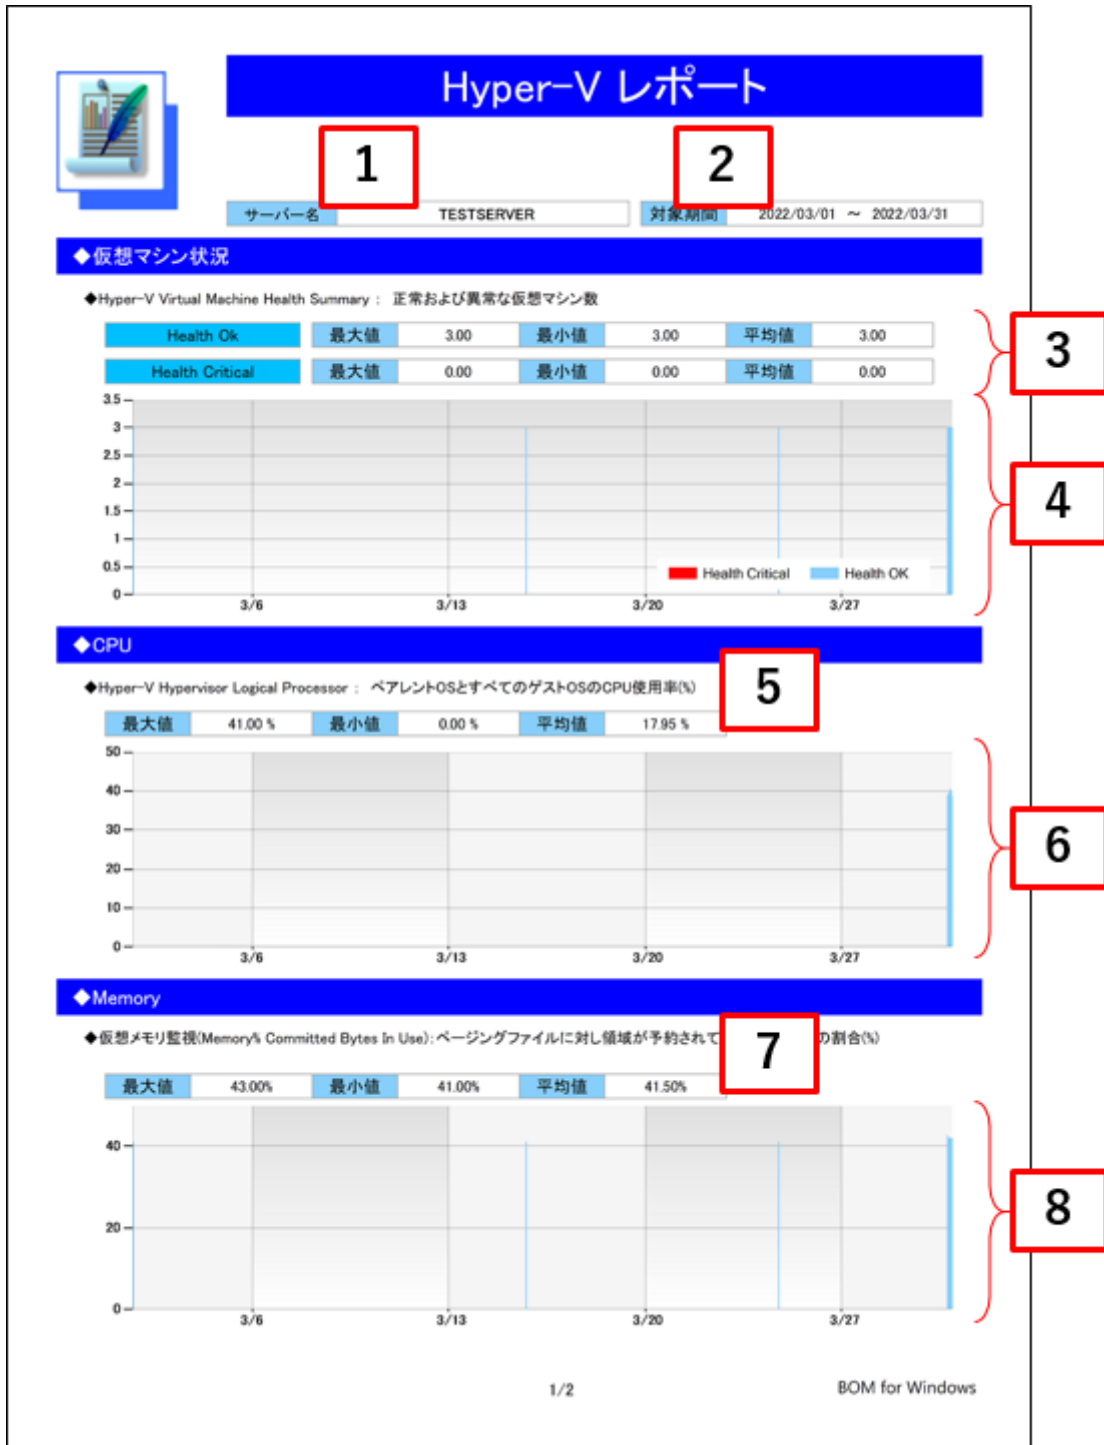 Hyper-V レポート
1
2
サーバー名 TESTSERVER 対象期間 2022/03/01 ~ 2022/03/31
◆仮想マシン状況
◆Hyper-V Virtual Machine Health Summary : 正常および異常な仮想マシン数
Health Ok 最大値 3.00 最小値 3.00 平均値 3.00
Health Critical 最大値 0.00 最小値 0.00 平均値 0.00
3
3.5
3
2.5
2
1.5
1
0.5
0
4
Health Critical Health OK
3/6 3/13 3/20 3/27
◆CPU
◆Hyper-V Hypervisor Logical Processor : ペアレントOSとすべてのゲストOSのCPU使用率(%)
5
最大値 41.00 % 最小値 0.00 % 平均値 17.95 %
50
40
30
20
10
0
6
3/6 3/13 3/20 3/27
◆Memory
◆仮想メモリ監視(Memory% Committed Bytes In Use):ページングファイルに対し領域が予約されて の割合(%)
7
最大値 43.00% 最小値 41.00% 平均値 41.50%
40
20
0
8
3/6 3/13 3/20 3/27
1/2 BOM for Windows